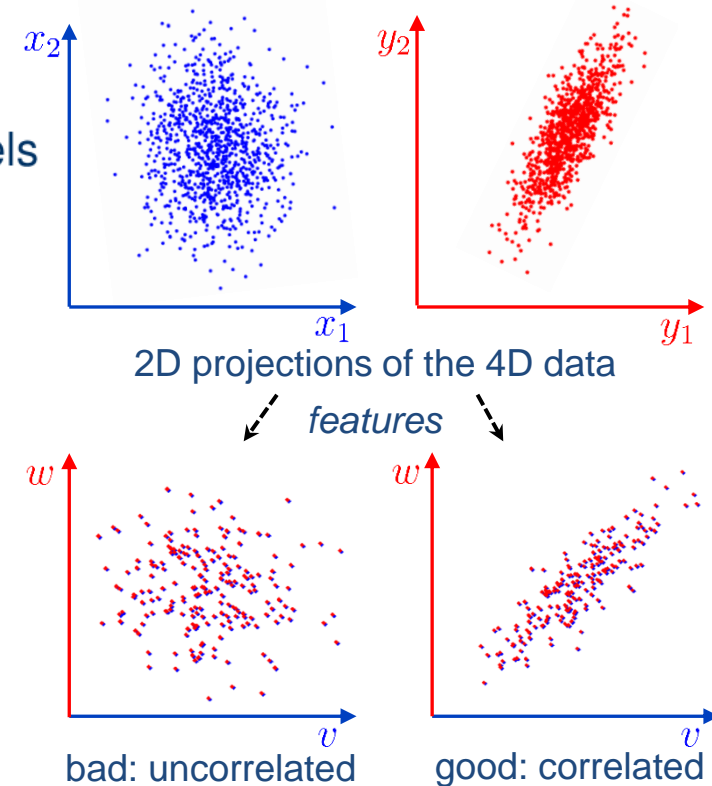 x₂
y₂
els
x₁
y₁
2D projections of the 4D data
features
w
w
v
v
bad: uncorrelated
good: correlated